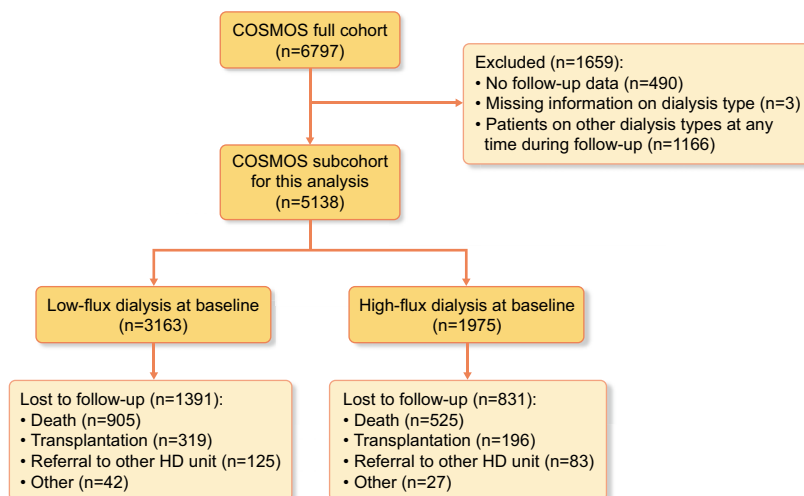 COSMOS full cohort
(n=6797)
Excluded (n=1659):
• No follow-up data (n=490)
• Missing information on dialysis type (n=3)
• Patients on other dialysis types at any
time during follow-up (n=1166)
COSMOS subcohort
for this analysis
(n=5138)
Low-flux dialysis at baseline
(n=3163)
High-flux dialysis at baseline
(n=1975)
Lost to follow-up (n=1391):
• Death (n=905)
• Transplantation (n=319)
• Referral to other HD unit (n=125)
• Other (n=42)
Lost to follow-up (n=831):
• Death (n=525)
• Transplantation (n=196)
• Referral to other HD unit (n=83)
• Other (n=27)